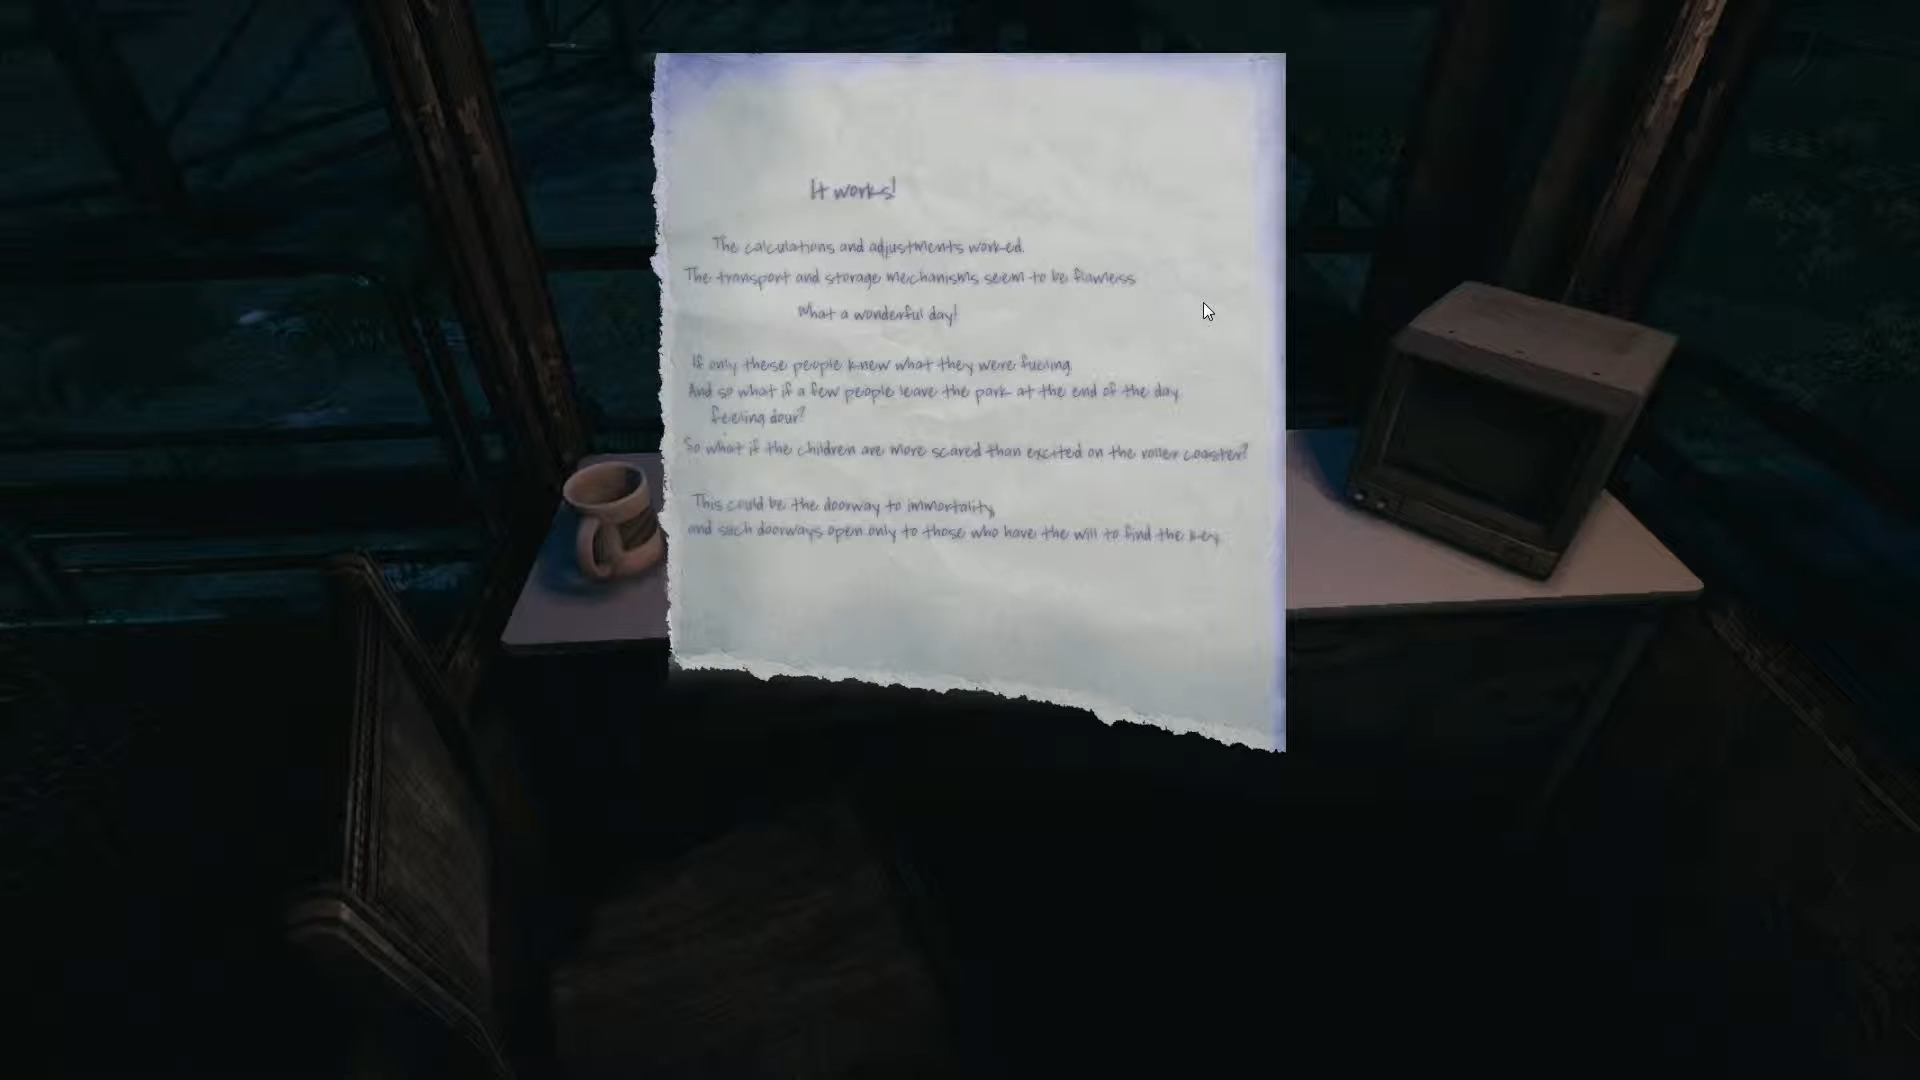 It works!
The calculations and adjustments worked.
The transport and storage mechanisms seem to be flawless
What a wonderful day!
If only these people knew what they were fueling
And so what if a few people leave the park at the end of the day
feeling dour?
So what if the children are more scared than excited on the roller coaster?
This could be the doorway to immortality,
and such doorways open only to those who have the will to find the key